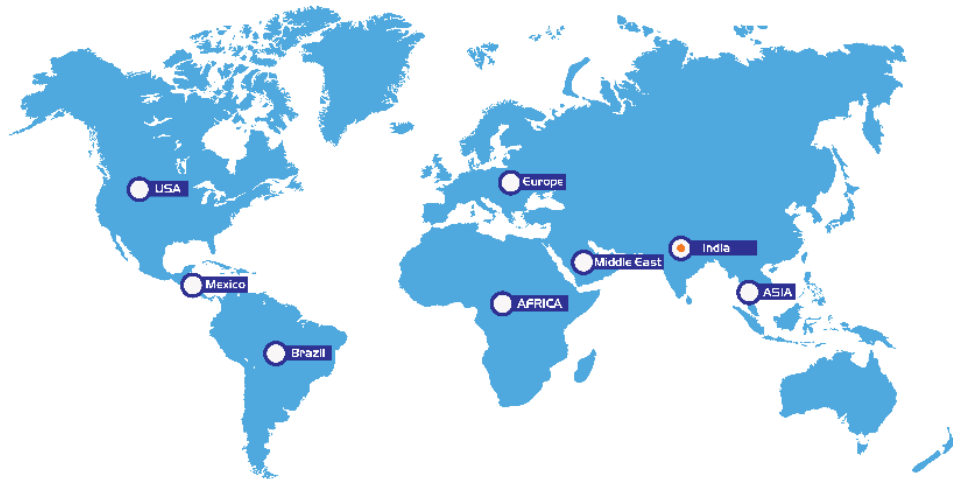 USA
Europe
India
Middle East
Mexico
ASIA
AFRICA
Brazil